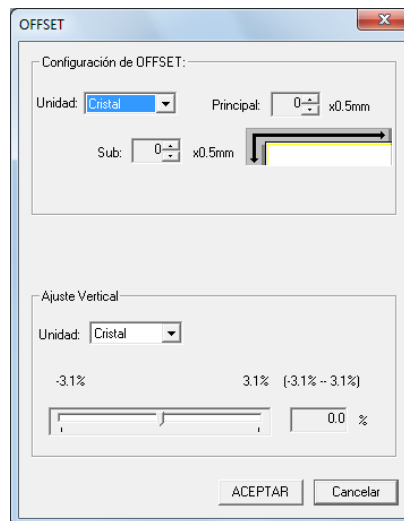 OFFSET
Configuración de OFFSET:
Unidad: Cristal Principal: 0 x0.5mm
Sub: 0 x0.5mm
Ajuste Vertical
Unidad: Cristal
-3.1% 3.1% (-3.1% -- 3.1%)
0.0 %
ACEPTAR Cancelar